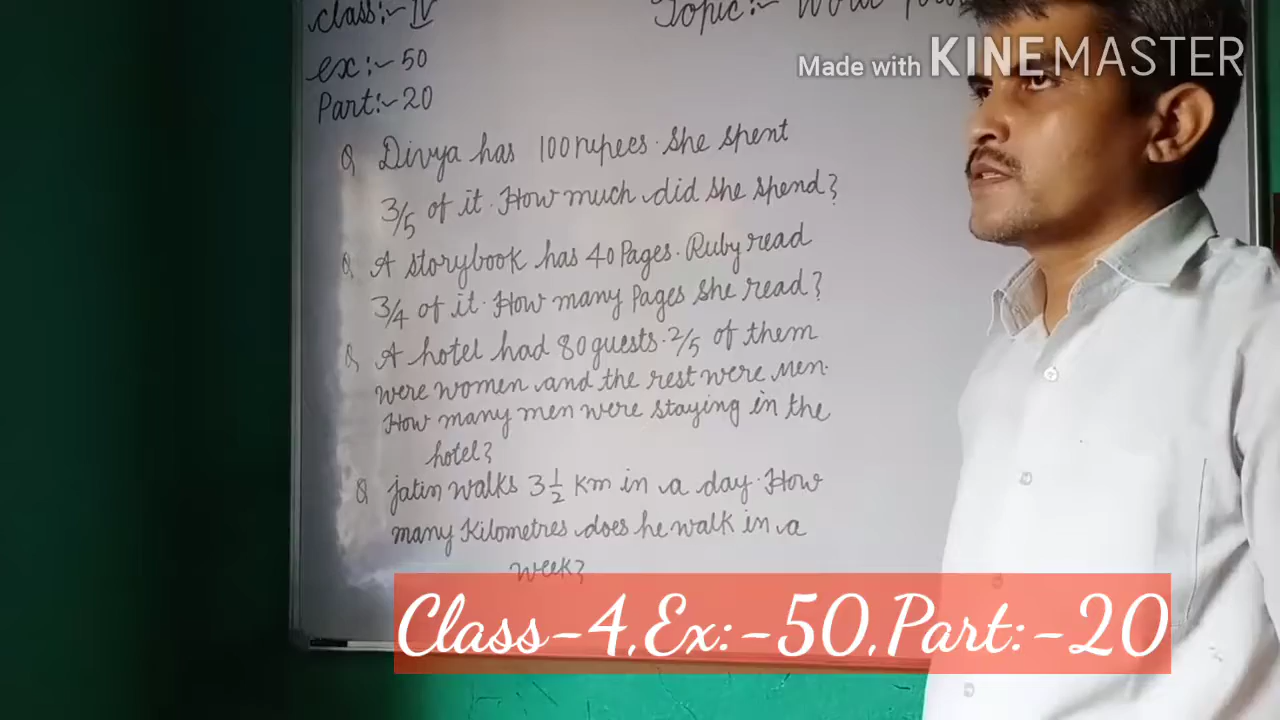 Class:- IV
Topic:- Word
ex:- 50
Part:- 20
Made with KINEMASTER
Q Divya has 100 rupees. She spent
3/5 of it. How much did she spend?
Q A storybook has 40 Pages. Ruby read
3/4 of it. How many Pages she read?
Q A hotel had 80 guests. 2/5 of them
were women and the rest were Men.
How many men were staying in the
hotel?
Q Jatin walks 3 1/2 Km in a day. How
many Kilometres does he walk in a
week?
Class-4,Ex:-50,Part:-20